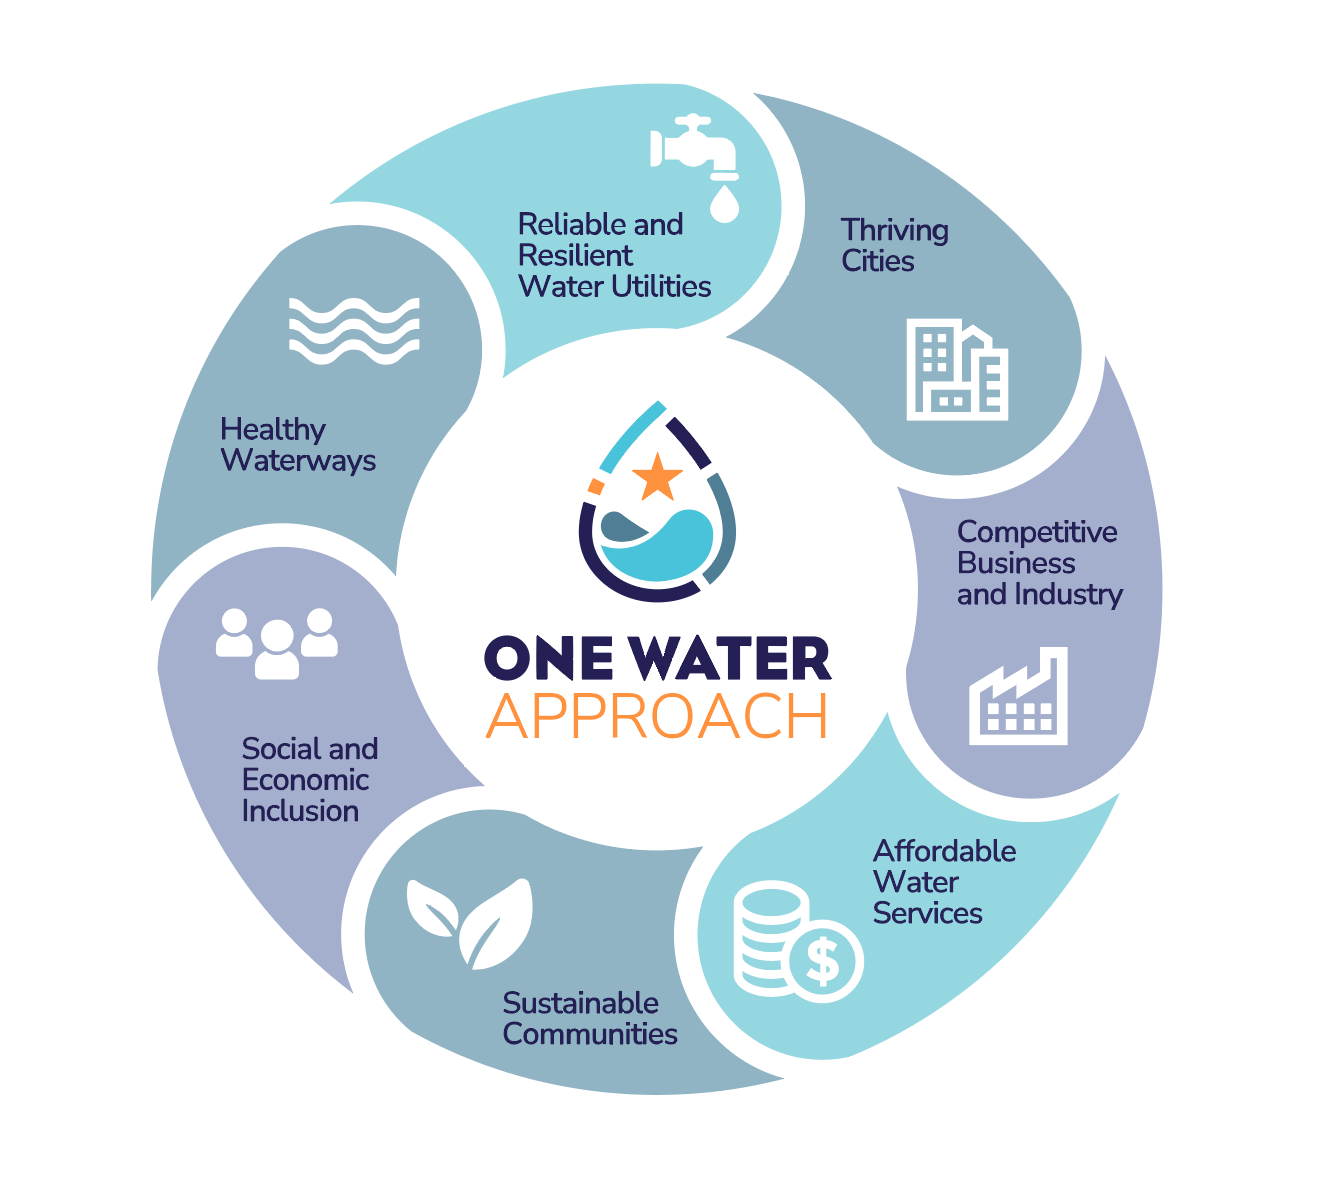 Reliable and
Resilient
Water Utilities
Thriving
Cities
Competitive
Business
and Industry
Affordable
Water
Services
$
Sustainable
Communities
Social and
Economic
Inclusion
Healthy
Waterways
ONE WATER
APPROACH